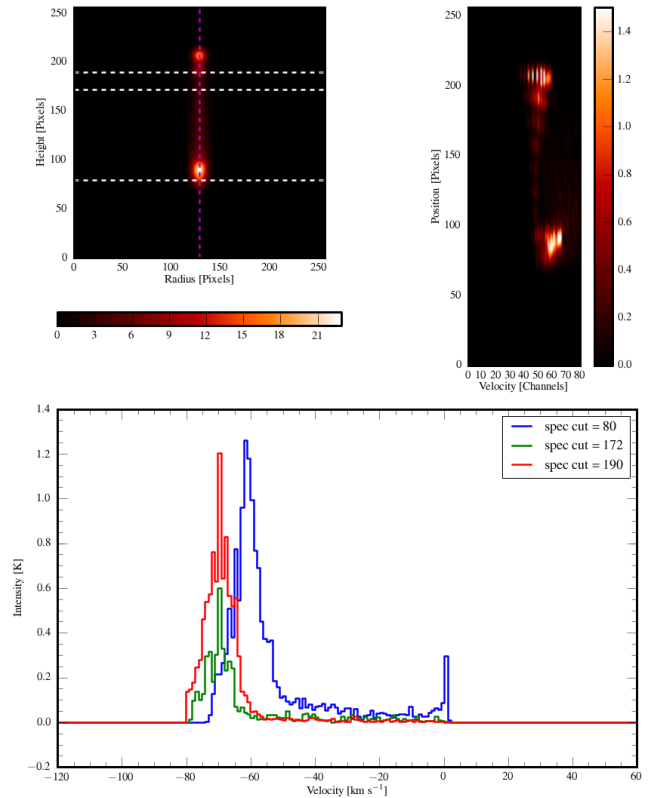 250
200
150
100
50
0
Height [Pixels]
0 50 100 150 200 250
Radius [Pixels]
0 3 6 9 12 15 18 21
250
200
150
100
50
0
Position [Pixels]
0 10 20 30 40 50 60 70 80
Velocity [Channels]
1.4
1.2
1.0
0.8
0.6
0.4
0.2
0.0
1.4
1.2
1.0
0.8
0.6
0.4
0.2
0.0
−0.2
Intensity [K]
spec cut = 80
spec cut = 172
spec cut = 190
−120 −100 −80 −60 −40 −20 0 20 40 60
Velocity [km s⁻¹]